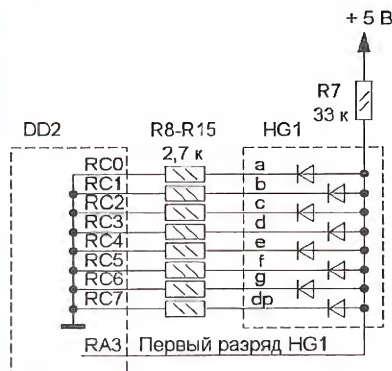 + 5 В
R7
33 к
DD2
R8-R15
HG1
2,7 к
RC0
a
RC1
b
RC2
c
RC3
d
RC4
e
RC5
f
RC6
g
RC7
dp
RA3
Первый разряд HG1